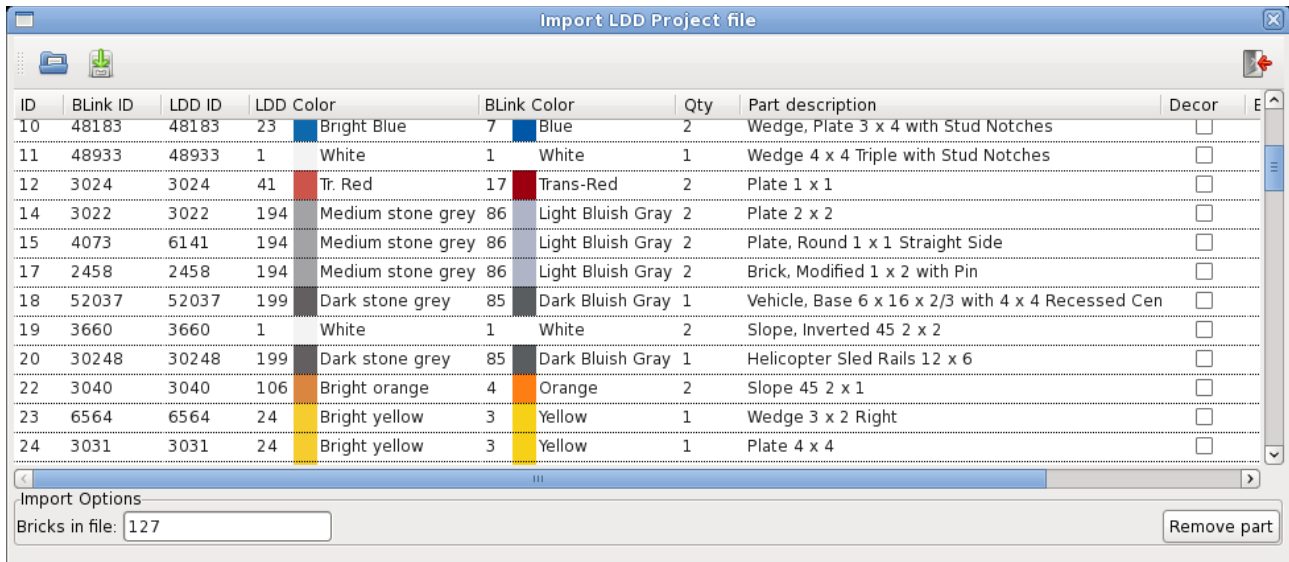 Import LDD Project file
ID BLink ID LDD ID LDD Color BLink Color Qty Part description Decor
10 48183 48183 23 Bright Blue 7 Blue 2 Wedge, Plate 3 x 4 with Stud Notches
11 48933 48933 1 White 1 White 1 Wedge 4 x 4 Triple with Stud Notches
12 3024 3024 41 Tr. Red 17 Trans-Red 2 Plate 1 x 1
14 3022 3022 194 Medium stone grey 86 Light Bluish Gray 2 Plate 2 x 2
15 4073 6141 194 Medium stone grey 86 Light Bluish Gray 2 Plate, Round 1 x 1 Straight Side
17 2458 2458 194 Medium stone grey 86 Light Bluish Gray 2 Brick, Modified 1 x 2 with Pin
18 52037 52037 199 Dark stone grey 85 Dark Bluish Gray 1 Vehicle, Base 6 x 16 x 2/3 with 4 x 4 Recessed Cen
19 3660 3660 1 White 1 White 2 Slope, Inverted 45 2 x 2
20 30248 30248 199 Dark stone grey 85 Dark Bluish Gray 1 Helicopter Sled Rails 12 x 6
22 3040 3040 106 Bright orange 4 Orange 2 Slope 45 2 x 1
23 6564 6564 24 Bright yellow 3 Yellow 1 Wedge 3 x 2 Right
24 3031 3031 24 Bright yellow 3 Yellow 1 Plate 4 x 4
Import Options
Bricks in file: 127 Remove part